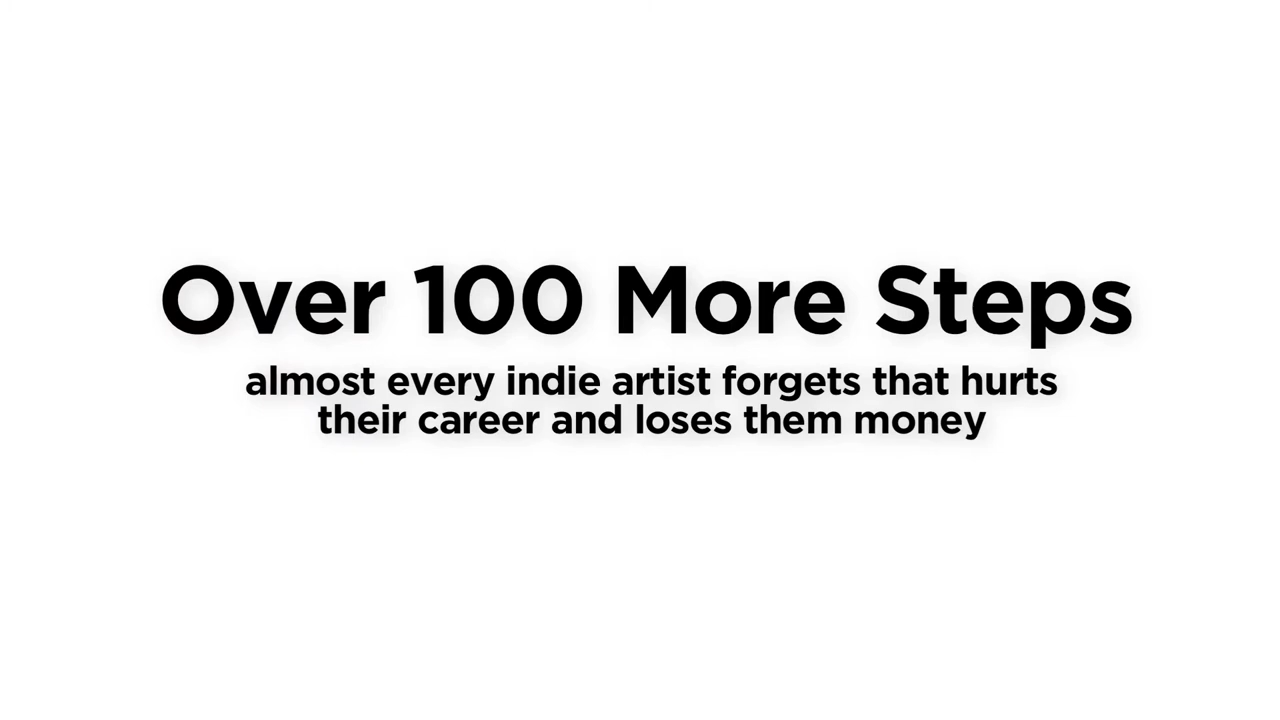 Over 100 More Steps
almost every indie artist forgets that hurts
their career and loses them money